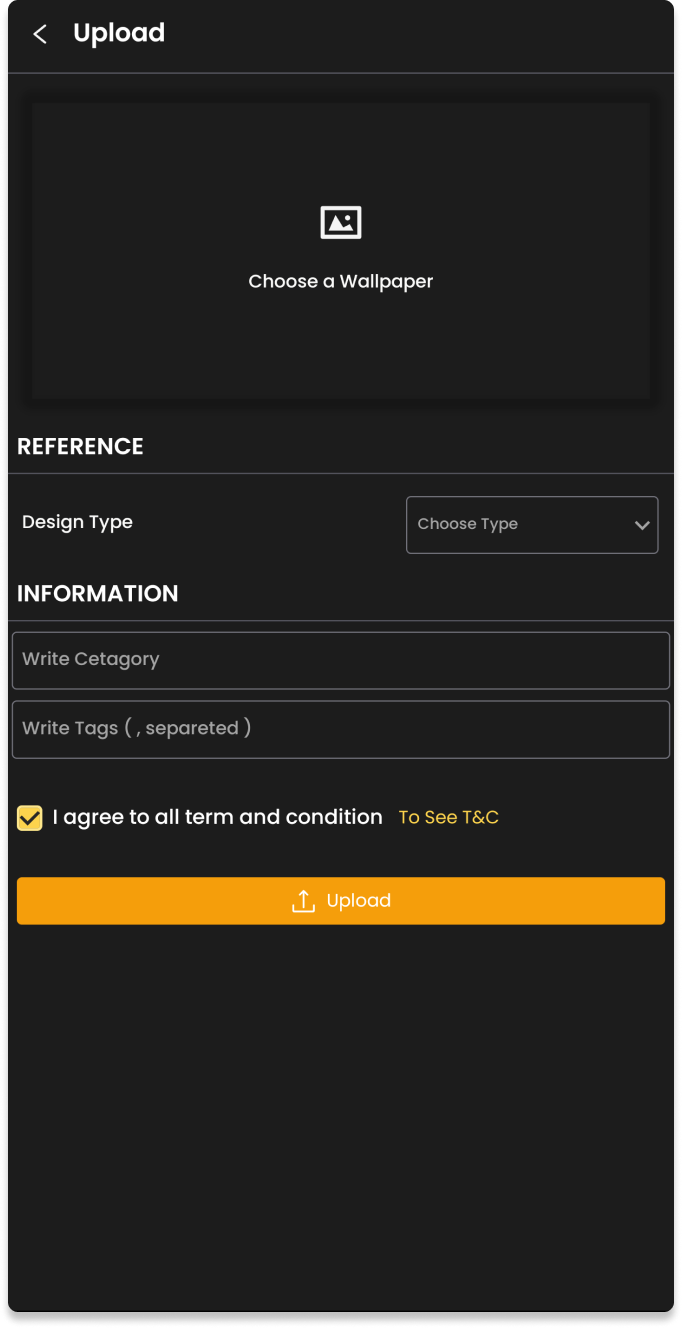 Upload
Choose a Wallpaper
REFERENCE
Design Type
Choose Type
INFORMATION
Write Cetagory
Write Tags ( , separeted )
I agree to all term and condition To See T&C
Upload